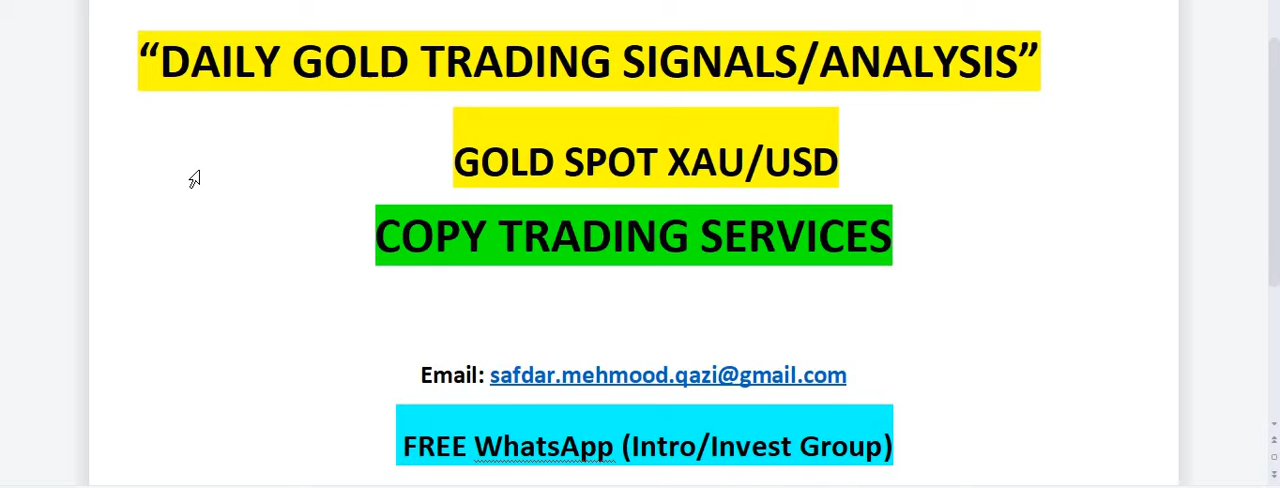 “DAILY GOLD TRADING SIGNALS/ANALYSIS”
GOLD SPOT XAU/USD
COPY TRADING SERVICES
Email: safdar.mehmood.qazi@gmail.com
FREE WhatsApp (Intro/Invest Group)